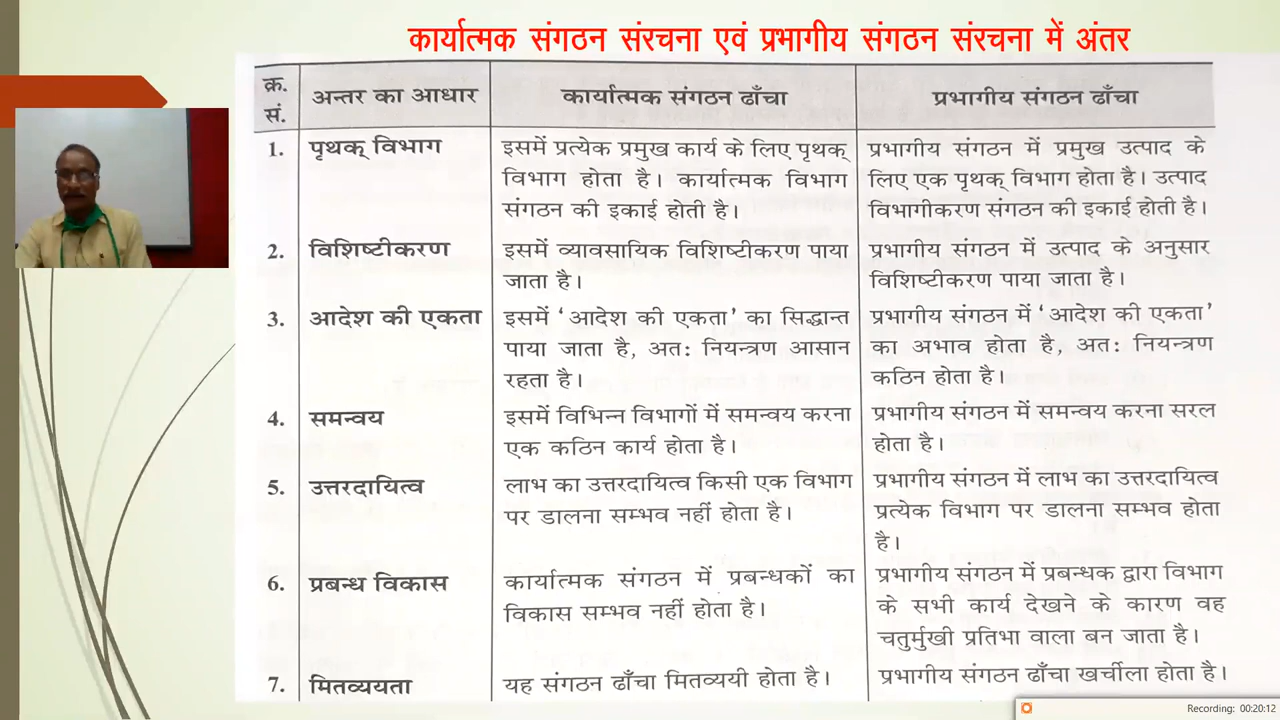 कार्यात्मक संगठन संरचना एवं प्रभागीय संगठन संरचना में अंतर
क्र. सं. अन्तर का आधार कार्यात्मक संगठन ढाँचा प्रभागीय संगठन ढाँचा
1. पृथक् विभाग
इसमें प्रत्येक प्रमुख कार्य के लिए पृथक्
विभाग होता है। कार्यात्मक विभाग
संगठन की इकाई होती है।
प्रभागीय संगठन में प्रमुख उत्पाद के
लिए एक पृथक् विभाग होता है। उत्पाद
विभागीकरण संगठन की इकाई होती है।
2. विशिष्टीकरण
इसमें व्यावसायिक विशिष्टीकरण पाया
जाता है।
प्रभागीय संगठन में उत्पाद के अनुसार
विशिष्टीकरण पाया जाता है।
3. आदेश की एकता
इसमें ‘आदेश की एकता’ का सिद्धान्त
पाया जाता है, अतः नियन्त्रण आसान
रहता है।
प्रभागीय संगठन में ‘आदेश की एकता’
का अभाव होता है, अतः नियन्त्रण
कठिन होता है।
4. समन्वय
इसमें विभिन्न विभागों में समन्वय करना
एक कठिन कार्य होता है।
प्रभागीय संगठन में समन्वय करना सरल
होता है।
5. उत्तरदायित्व
लाभ का उत्तरदायित्व किसी एक विभाग
पर डालना सम्भव नहीं होता है।
प्रभागीय संगठन में लाभ का उत्तरदायित्व
प्रत्येक विभाग पर डालना सम्भव होता
है।
6. प्रबन्ध विकास
कार्यात्मक संगठन में प्रबन्धकों का
विकास सम्भव नहीं होता है।
प्रभागीय संगठन में प्रबन्धक द्वारा विभाग
के सभी कार्य देखने के कारण वह
चतुर्मुखी प्रतिभा वाला बन जाता है।
7. मितव्ययता
यह संगठन ढाँचा मितव्ययी होता है।
प्रभागीय संगठन ढाँचा खर्चीला होता है।
Recording: 00:20:12